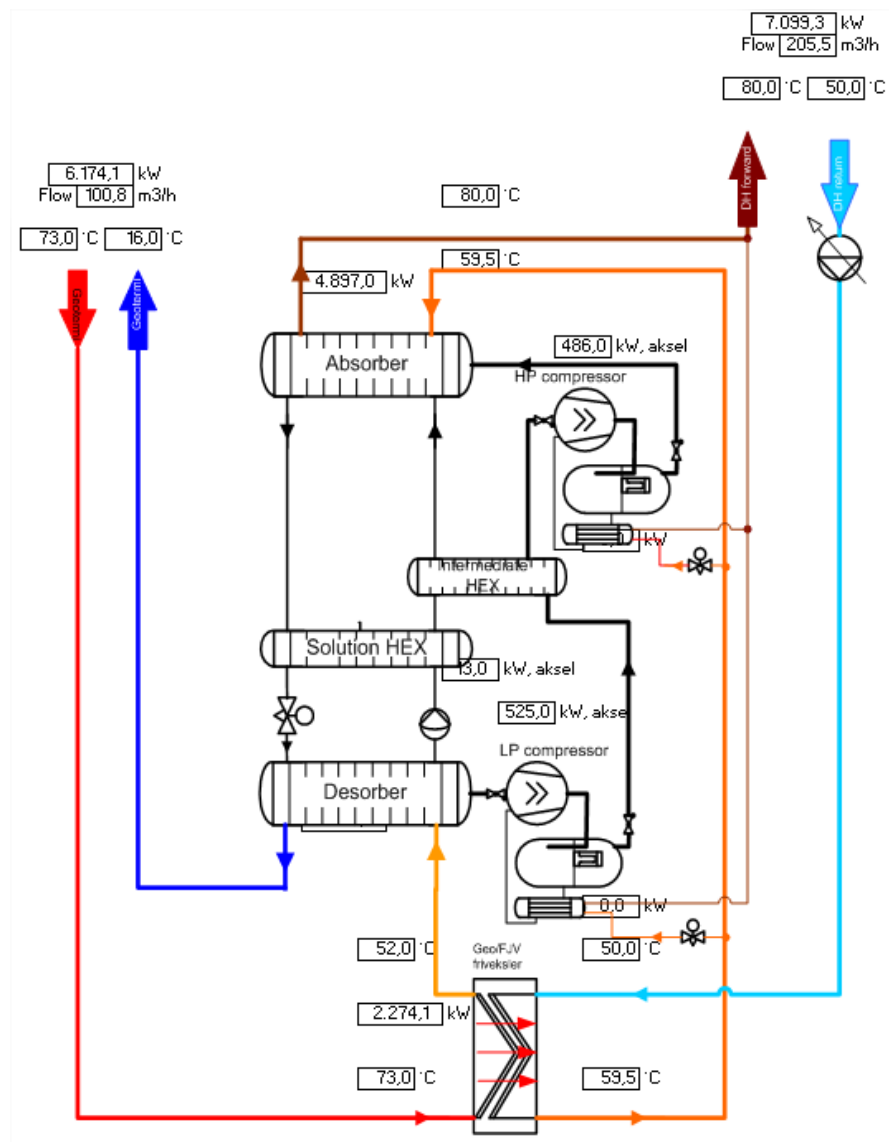 7.099,3 kW
Flow 205,5 m3/h
80,0 °C 50,0 °C
6.174,1 kW
Flow 100,8 m3/h
73,0 °C 16,0 °C
DH forward
DH return
80,0 °C
59,5 °C
4.897,0 kW
Geotermi
Geotermi
Absorber
486,0 kW, aksel
HP compressor
kW
Intermediate
HEX
Solution HEX
13,0 kW, aksel
525,0 kW, aksel
LP compressor
Desorber
0,0 kW
52,0 °C
Geo/FJV
friveksler
50,0 °C
2.274,1 kW
73,0 °C
59,5 °C